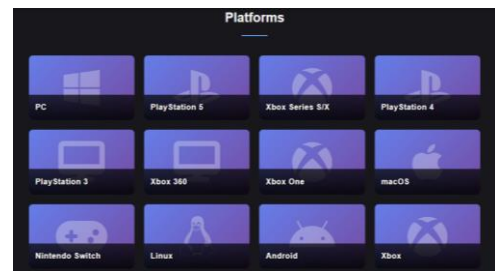 Platforms
PC
PlayStation 5
Xbox Series S/X
PlayStation 4
PlayStation 3
Xbox 360
Xbox One
macOS
Nintendo Switch
Linux
Android
Xbox